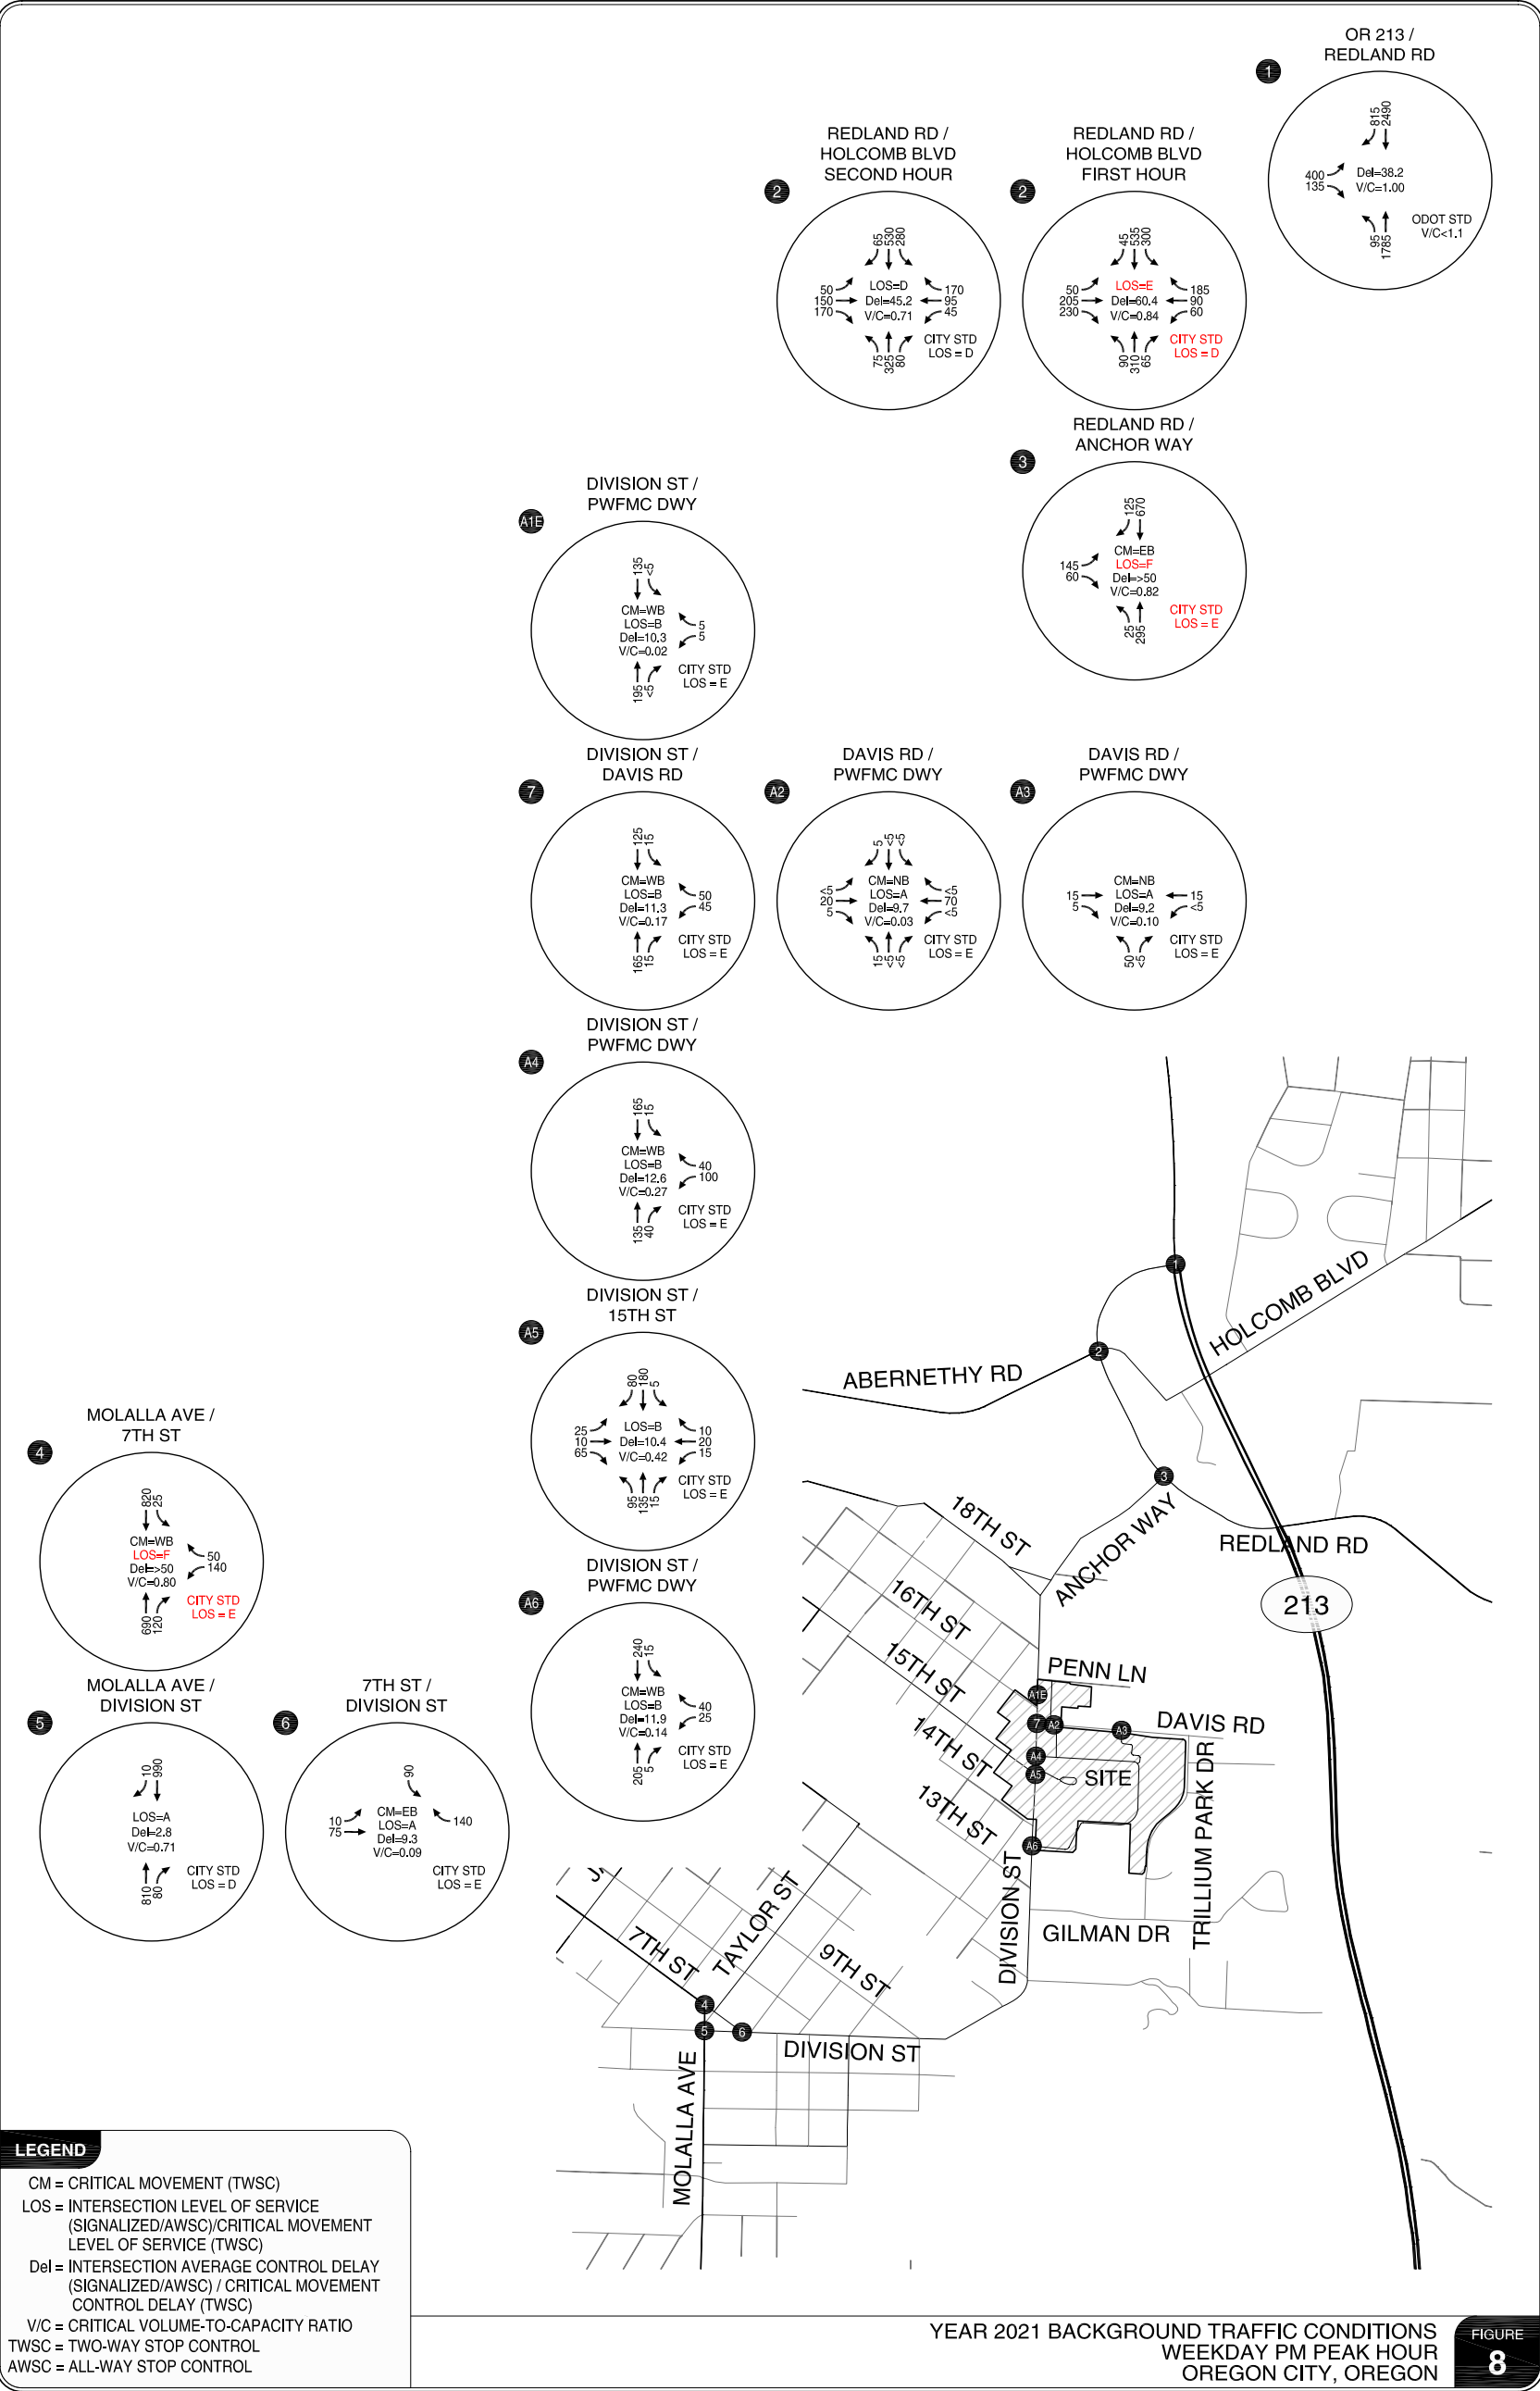 OR 213 /
REDLAND RD
1
815
2490
400
135
Del=38.2
V/C=1.00
95
1785
ODOT STD
V/C<1.1
REDLAND RD /
HOLCOMB BLVD
SECOND HOUR
2
65
530
280
50
150
170
LOS=D
Del=45.2
V/C=0.71
170
95
45
75
325
80
CITY STD
LOS = D
REDLAND RD /
HOLCOMB BLVD
FIRST HOUR
2
45
535
300
50
205
230
LOS=E
Del=60.4
V/C=0.84
185
90
60
90
310
65
CITY STD
LOS = D
REDLAND RD /
ANCHOR WAY
3
125
670
145
60
CM=EB
LOS=F
Del=>50
V/C=0.82
25
295
CITY STD
LOS = E
DIVISION ST /
PWFMC DWY
A1E
135
<5
CM=WB
LOS=B
Del=10.3
V/C=0.02
5
5
195
<5
CITY STD
LOS = E
DIVISION ST /
DAVIS RD
7
125
15
CM=WB
LOS=B
Del=11.3
V/C=0.17
50
45
165
15
CITY STD
LOS = E
DAVIS RD /
PWFMC DWY
A2
5
<5
<5
<5
20
5
CM=NB
LOS=A
Del=9.7
V/C=0.03
<5
70
<5
15
<5
<5
CITY STD
LOS = E
DAVIS RD /
PWFMC DWY
A3
15
5
CM=NB
LOS=A
Del=9.2
V/C=0.10
15
<5
50
<5
CITY STD
LOS = E
DIVISION ST /
PWFMC DWY
A4
165
15
CM=WB
LOS=B
Del=12.6
V/C=0.27
40
100
135
40
CITY STD
LOS = E
DIVISION ST /
15TH ST
A5
80
180
5
25
10
65
LOS=B
Del=10.4
V/C=0.42
10
20
15
95
135
15
CITY STD
LOS = E
MOLALLA AVE /
7TH ST
4
820
25
CM=WB
LOS=F
Del=>50
V/C=0.80
50
140
690
120
CITY STD
LOS = E
DIVISION ST /
PWFMC DWY
A6
240
15
CM=WB
LOS=B
Del=11.9
V/C=0.14
40
25
205
5
CITY STD
LOS = E
MOLALLA AVE /
DIVISION ST
5
10
990
LOS=A
Del=2.8
V/C=0.71
810
80
CITY STD
LOS = D
7TH ST /
DIVISION ST
6
90
10
75
CM=EB
LOS=A
Del=9.3
V/C=0.09
140
CITY STD
LOS = E
1
HOLCOMB BLVD
2
ABERNETHY RD
3
18TH ST
ANCHOR WAY
REDLAND RD
213
16TH ST
15TH ST
PENN LN
A1E
7
A2
A3
DAVIS RD
14TH ST
A4
A5
SITE
13TH ST
A6
TRILLIUM PARK DR
DIVISION ST
GILMAN DR
TAYLOR ST
7TH ST
9TH ST
4
5
6
DIVISION ST
MOLALLA AVE
LEGEND
CM = CRITICAL MOVEMENT (TWSC)
LOS = INTERSECTION LEVEL OF SERVICE
(SIGNALIZED/AWSC)/CRITICAL MOVEMENT
LEVEL OF SERVICE (TWSC)
Del = INTERSECTION AVERAGE CONTROL DELAY
(SIGNALIZED/AWSC) / CRITICAL MOVEMENT
CONTROL DELAY (TWSC)
V/C = CRITICAL VOLUME-TO-CAPACITY RATIO
TWSC = TWO-WAY STOP CONTROL
AWSC = ALL-WAY STOP CONTROL
YEAR 2021 BACKGROUND TRAFFIC CONDITIONS
WEEKDAY PM PEAK HOUR
OREGON CITY, OREGON
FIGURE
8